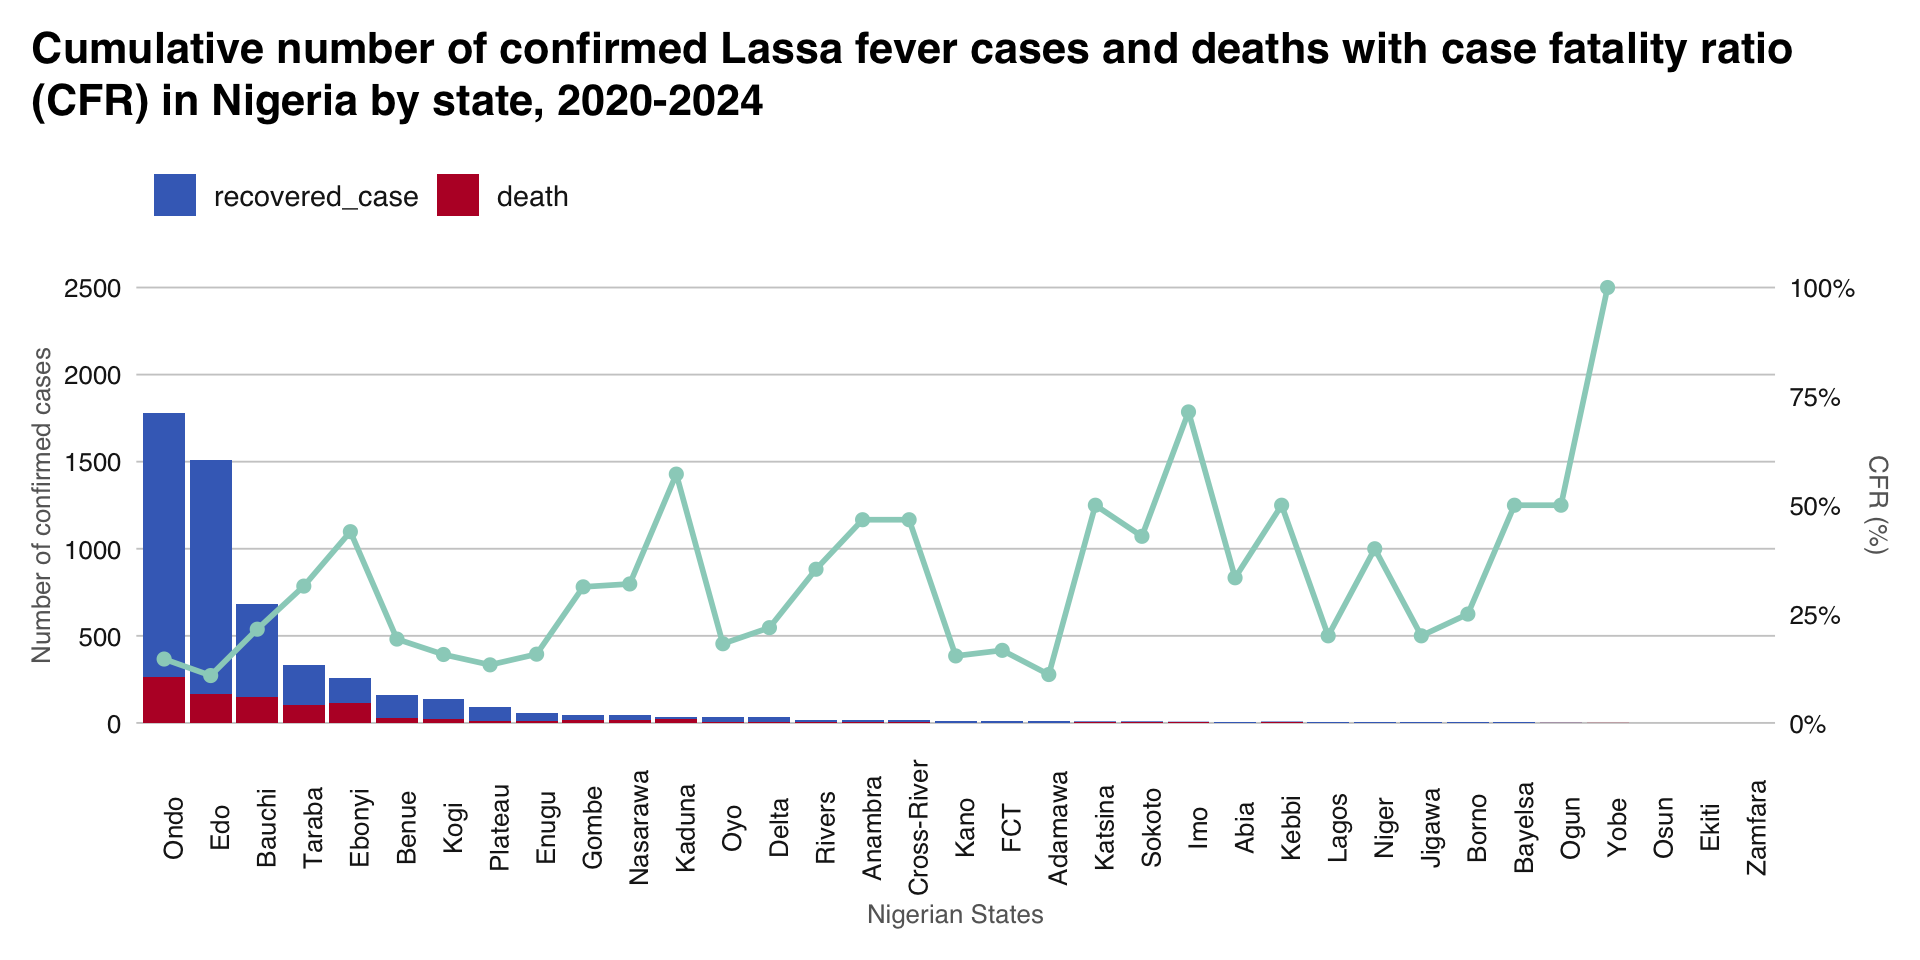 Cumulative number of confirmed Lassa fever cases and deaths with case fatality ratio
(CFR) in Nigeria by state, 2020-2024
recovered_case death
2500
2000
1500
1000
500
0
Number of confirmed cases
100%
75%
50%
25%
0%
CFR (%)
Ondo
Edo
Bauchi
Taraba
Ebonyi
Benue
Kogi
Plateau
Enugu
Gombe
Nasarawa
Kaduna
Oyo
Delta
Rivers
Anambra
Cross-River
Kano
FCT
Adamawa
Katsina
Sokoto
Imo
Abia
Kebbi
Lagos
Niger
Jigawa
Borno
Bayelsa
Ogun
Yobe
Osun
Ekiti
Zamfara
Nigerian States